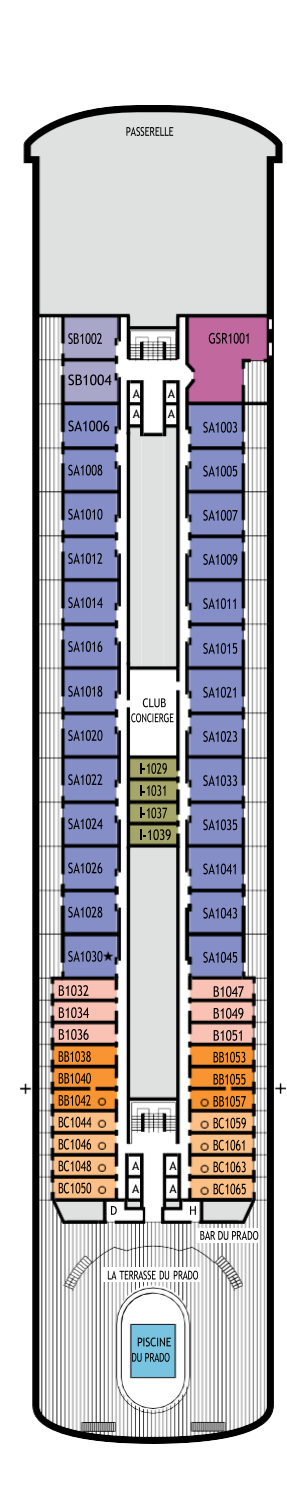 PASSERELLE
SB1002
GSR1001
SB1004
A A
A A
SA1006
SA1003
SA1008
SA1005
SA1010
SA1007
SA1012
SA1009
SA1014
SA1011
SA1016
SA1015
SA1018
SA1021
CLUB
CONCIERGE
SA1020
SA1023
I-1029
SA1022
SA1033
I-1031
I-1037
SA1024
SA1035
I-1039
SA1026
SA1041
SA1028
SA1043
SA1030★
SA1045
B1032
B1047
B1034
B1049
B1036
B1051
BB1038
BB1053
BB1040
BB1055
BB1042
BB1057
BC1044
BC1059
BC1046
BC1061
BC1048
A A
BC1063
BC1050
A A
BC1065
D
H
BAR DU PRADO
LA TERRASSE DU PRADO
PISCINE
DU PRADO